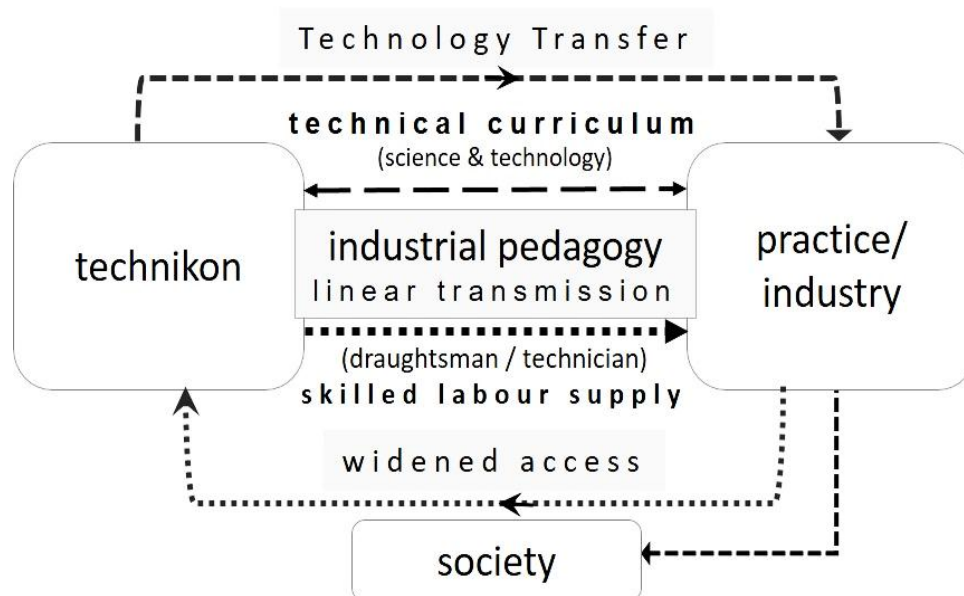 Technology Transfer
technical curriculum
(science & technology)
technikon
industrial pedagogy
linear transmission
practice/
industry
(draughtsman / technician)
skilled labour supply
widened access
society